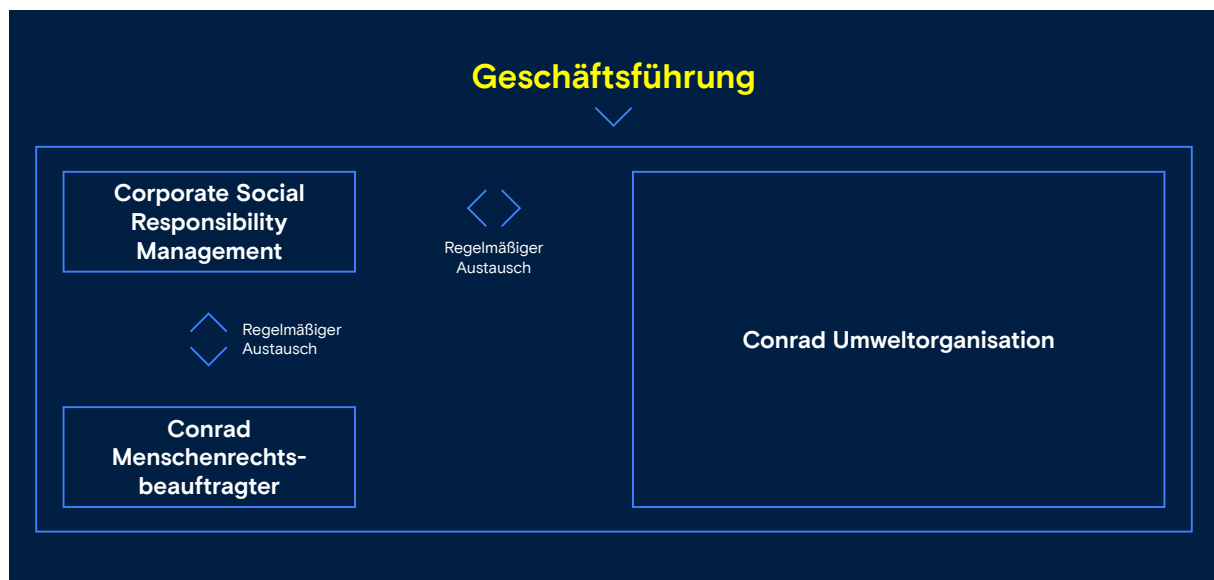 Geschäftsführung
Corporate Social
Responsibility
Management
Regelmäßiger
Austausch
Regelmäßiger
Austausch
Conrad Umweltorganisation
Conrad
Menschenrechts-
beauftragter